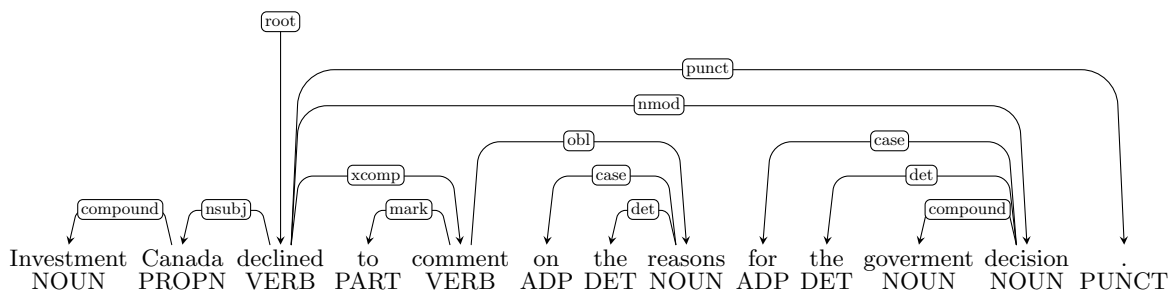 root
punct
nmod
obl case
xcomp case det
compound nsubj mark det compound
Investment Canada declined to comment on the reasons for the goverment decision .
NOUN PROPN VERB PART VERB ADP DET NOUN ADP DET NOUN NOUN PUNCT